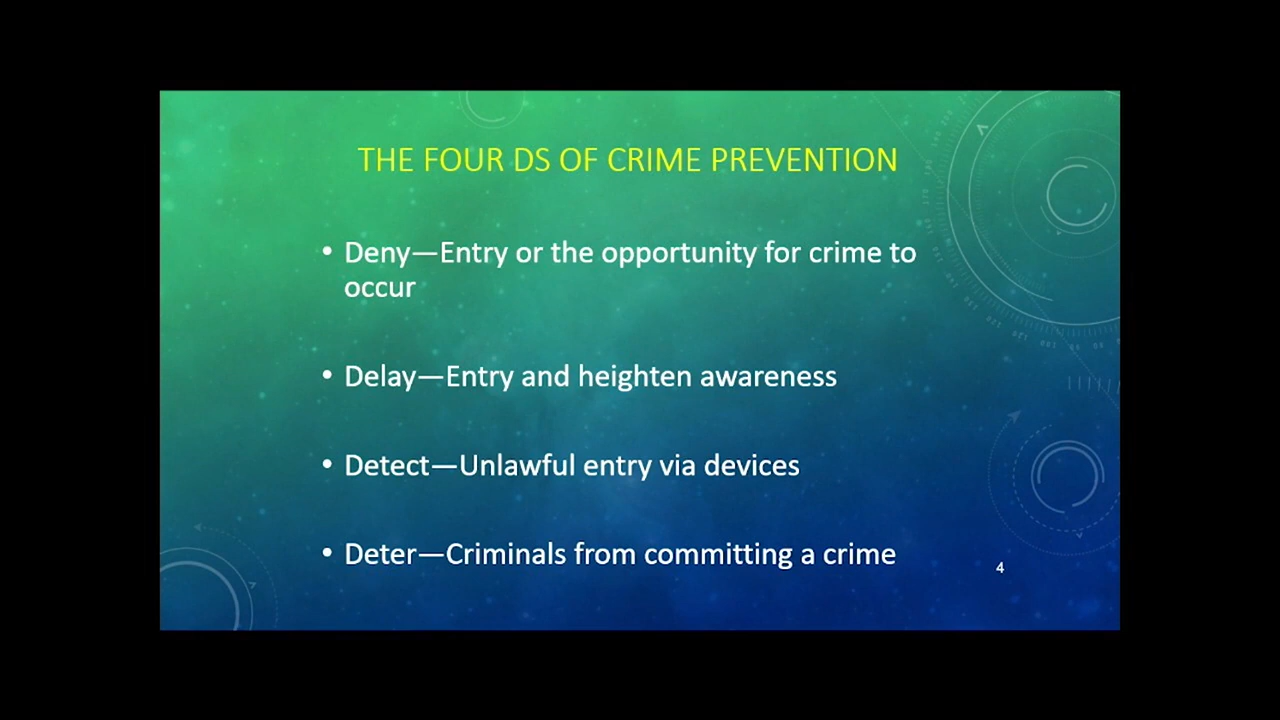 THE FOUR DS OF CRIME PREVENTION
• Deny—Entry or the opportunity for crime to
occur
• Delay—Entry and heighten awareness
• Detect—Unlawful entry via devices
• Deter—Criminals from committing a crime
4